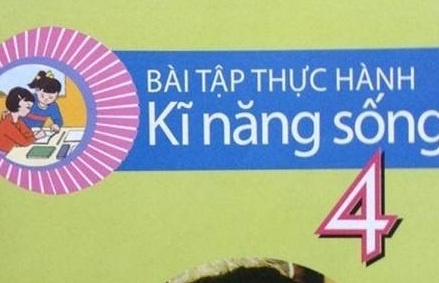 BÀI TẬP THỰC HÀNH
Kĩ năng sống
4